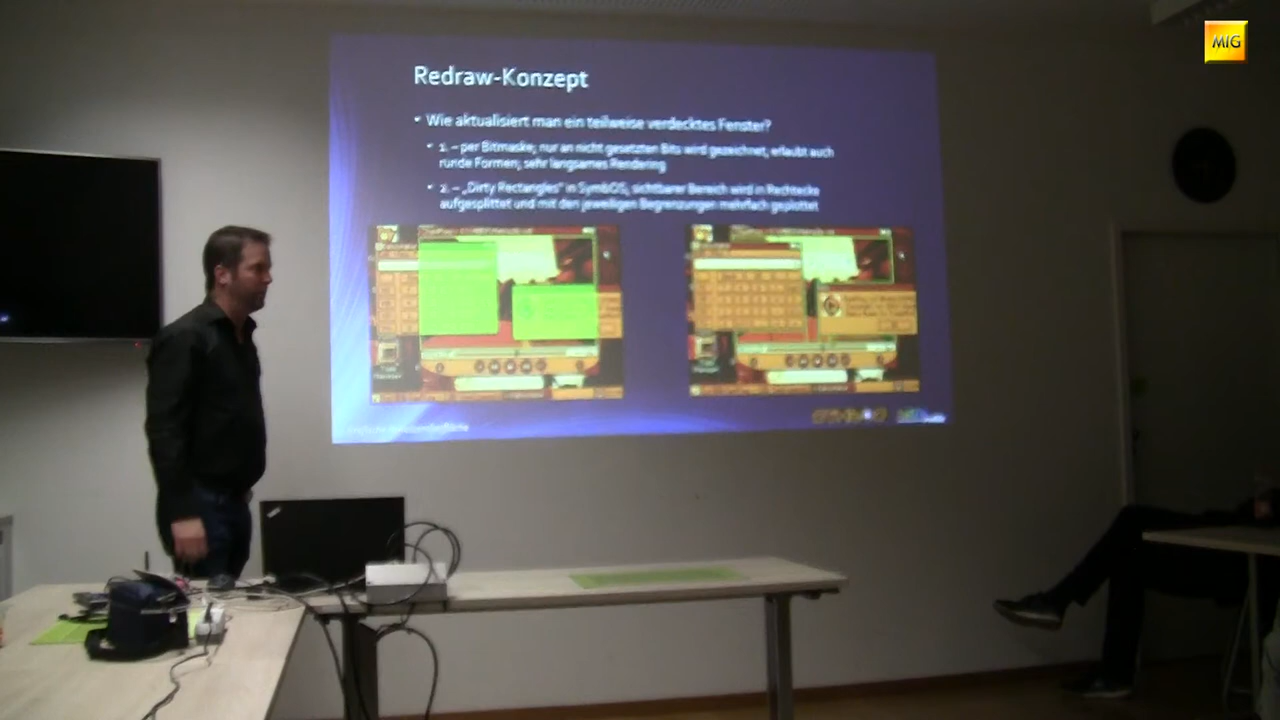 MIG
Redraw-Konzept
• Wie aktualisiert man ein teilweise verdecktes Fenster?
• 1. – per Bitmaske; nur an nicht gesetzten Bits wird gezeichnet, erlaubt auch
runde Formen, sehr langsames Rendering
• 2. – „Dirty Rectangles" in SymbOS, sichtbarer Bereich wird in Rechtecke
aufgesplittet und mit den jeweiligen Begrenzungen mehrfach geplottet